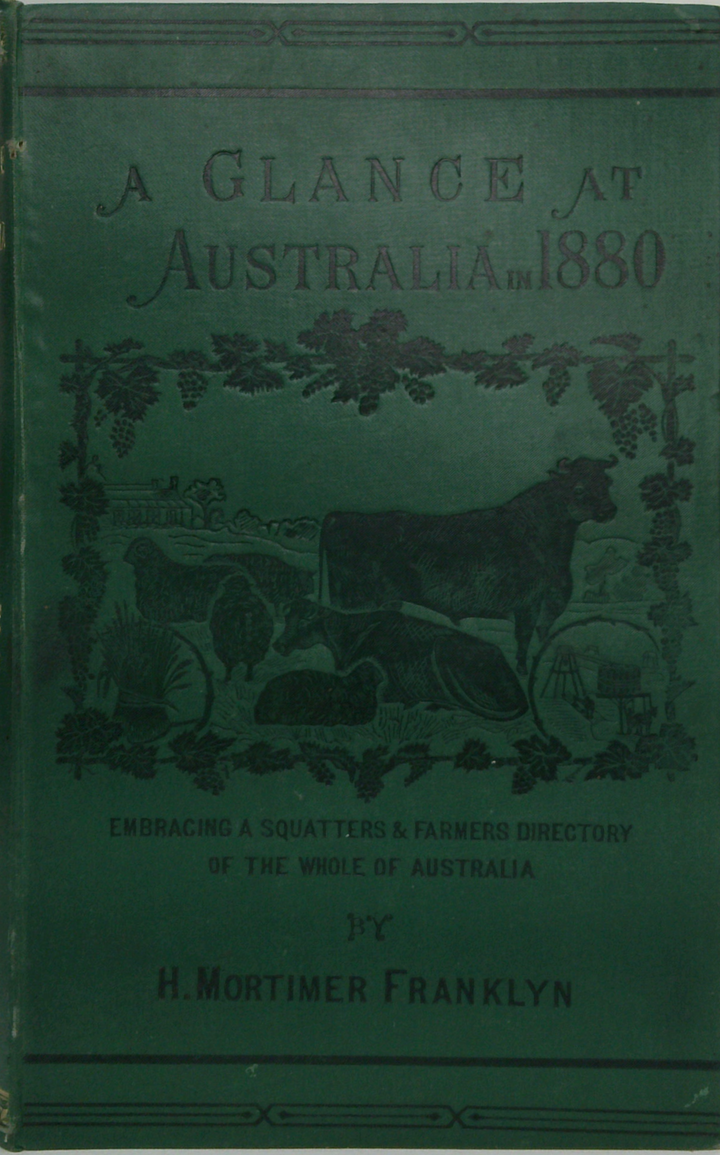 A GLANCE AT
AUSTRALIA IN 1880
EMBRACING A SQUATTERS & FARMERS DIRECTORY
OF THE WHOLE OF AUSTRALIA
BY
H. MORTIMER FRANKLYN